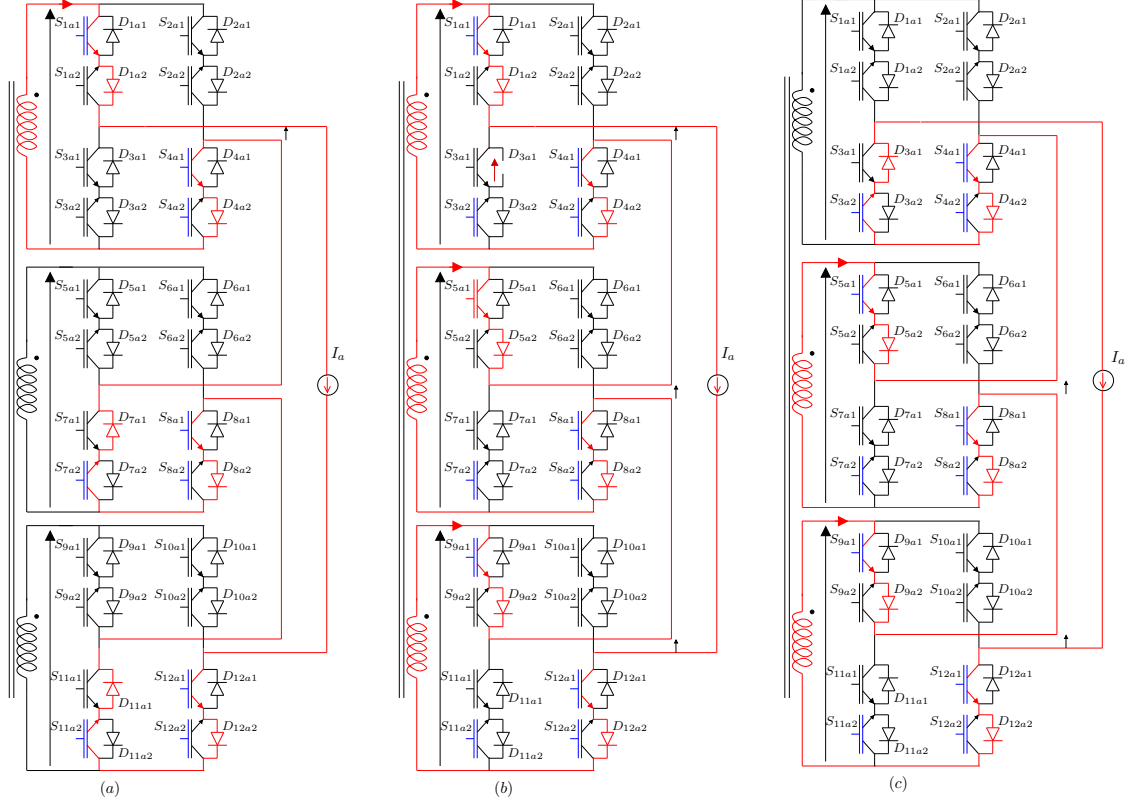 S1a1 D1a1 S2a1 D2a1
S1a2 D1a2 S2a2 D2a2
S3a1 D3a1 S4a1 D4a1
S3a2 D3a2 S4a2 D4a2
S5a1 D5a1 S6a1 D6a1
S5a2 D5a2 S6a2 D6a2
Ia
S7a1 D7a1 S8a1 D8a1
S7a2 D7a2 S8a2 D8a2
S9a1 D9a1 S10a1 D10a1
S9a2 D9a2 S10a2 D10a2
S11a1 D11a1 S12a1 D12a1
S11a2 D11a2 S12a2 D12a2
(a)
S1a1 D1a1 S2a1 D2a1
S1a2 D1a2 S2a2 D2a2
S3a1 D3a1 S4a1 D4a1
S3a2 D3a2 S4a2 D4a2
S5a1 D5a1 S6a1 D6a1
S5a2 D5a2 S6a2 D6a2
Ia
S7a1 D7a1 S8a1 D8a1
S7a2 D7a2 S8a2 D8a2
S9a1 D9a1 S10a1 D10a1
S9a2 D9a2 S10a2 D10a2
S11a1 D11a1 S12a1 D12a1
S11a2 D11a2 S12a2 D12a2
(b)
S1a1 D1a1 S2a1 D2a1
S1a2 D1a2 S2a2 D2a2
S3a1 D3a1 S4a1 D4a1
S3a2 D3a2 S4a2 D4a2
S5a1 D5a1 S6a1 D6a1
S5a2 D5a2 S6a2 D6a2
Ia
S7a1 D7a1 S8a1 D8a1
S7a2 D7a2 S8a2 D8a2
S9a1 D9a1 S10a1 D10a1
S9a2 D9a2 S10a2 D10a2
S11a1 D11a1 S12a1 D12a1
S11a2 D11a2 S12a2 D12a2
(c)